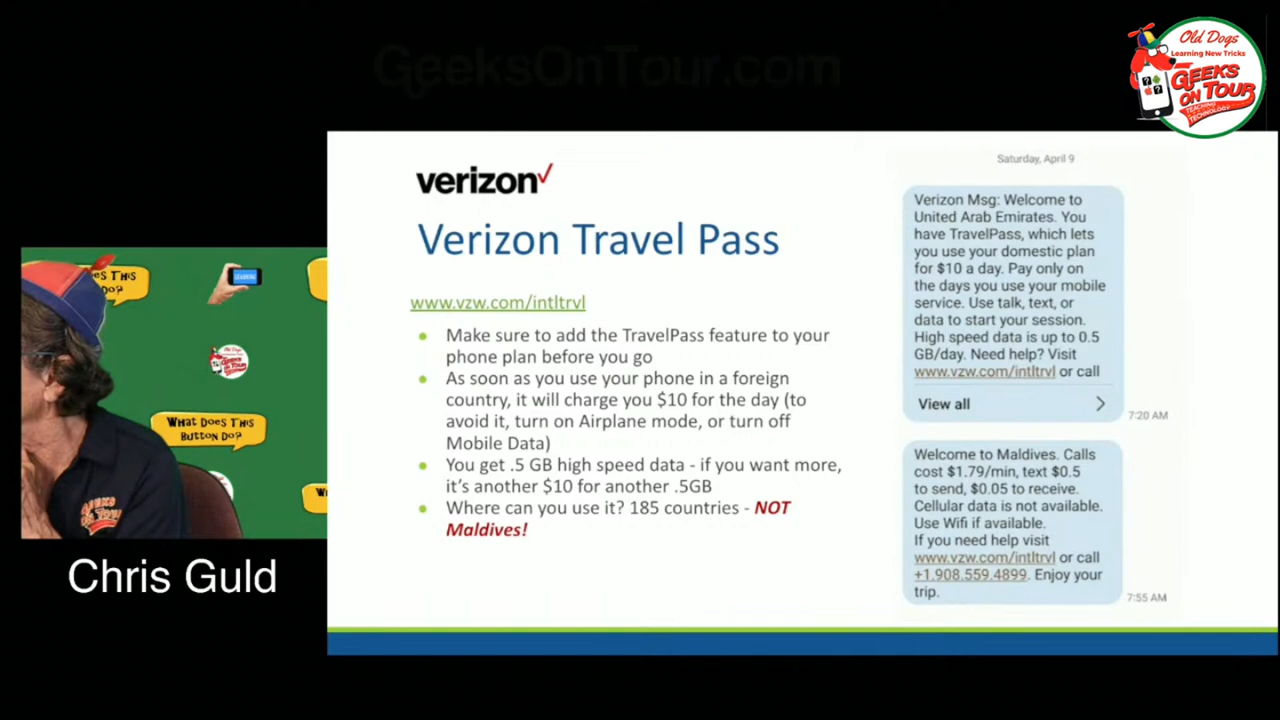 GeeksOnTour.com
Old Dogs
Learning New Tricks
GEEKS
ON TOUR
TEACHING
TECHNOLOGY
verizon
Verizon Travel Pass
www.vzw.com/intltrvl
• Make sure to add the TravelPass feature to your
phone plan before you go
• As soon as you use your phone in a foreign
country, it will charge you $10 for the day (to
avoid it, turn on Airplane mode, or turn off
Mobile Data)
• You get .5 GB high speed data - if you want more,
it's another $10 for another .5GB
• Where can you use it? 185 countries - NOT
Maldives!
Saturday, April 9
Verizon Msg: Welcome to
United Arab Emirates. You
have TravelPass, which lets
you use your domestic plan
for $10 a day. Pay only on
the days you use your mobile
service. Use talk, text, or
data to start your session.
High speed data is up to 0.5
GB/day. Need help? Visit
www.vzw.com/intltrvl or call
View all
7:20 AM
Welcome to Maldives. Calls
cost $1.79/min, text $0.5
to send, $0.05 to receive.
Cellular data is not available.
Use Wifi if available.
If you need help visit
www.vzw.com/intltrvl or call
+1.908.559.4899. Enjoy your
trip.
7:55 AM
ES THIS
DO?
LEARNING
WHAT DOES THIS
BUTTON DO?
GEEKS
ON TOUR
Chris Guld